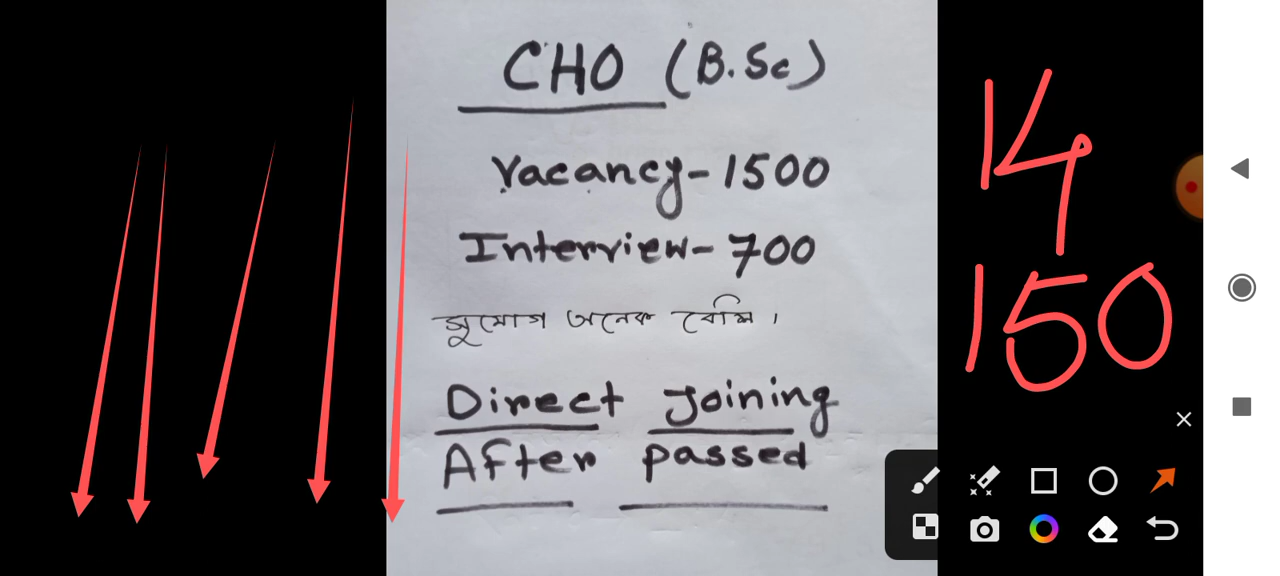 CHO (B.Sc)
Vacancy-1500
Interview-700
সুযোগ অনেক বেশি।
Direct Joining
After passed
14
150